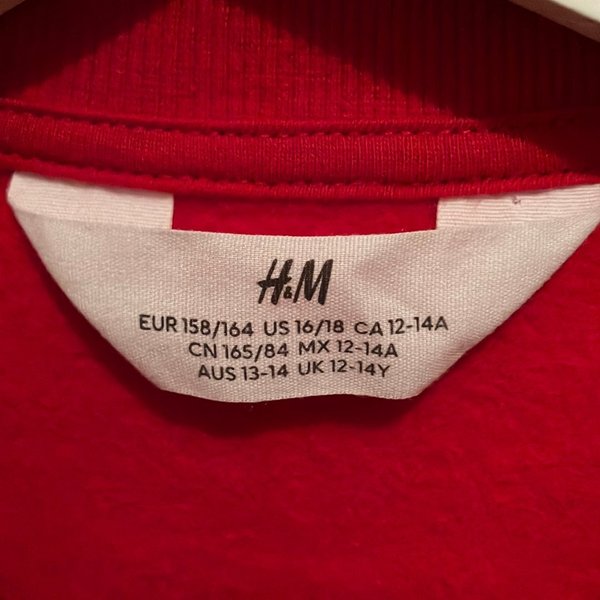 H&M
EUR 158/164 US 16/18 CA 12-14A
CN 165/84 MX 12-14A
AUS 13-14 UK 12-14Y